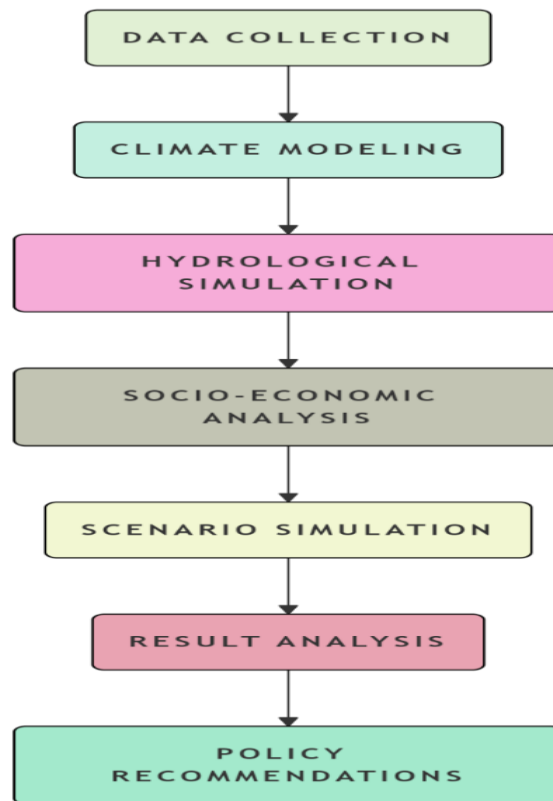 DATA COLLECTION
CLIMATE MODELING
HYDROLOGICAL
SIMULATION
SOCIO-ECONOMIC
ANALYSIS
SCENARIO SIMULATION
RESULT ANALYSIS
POLICY
RECOMMENDATIONS